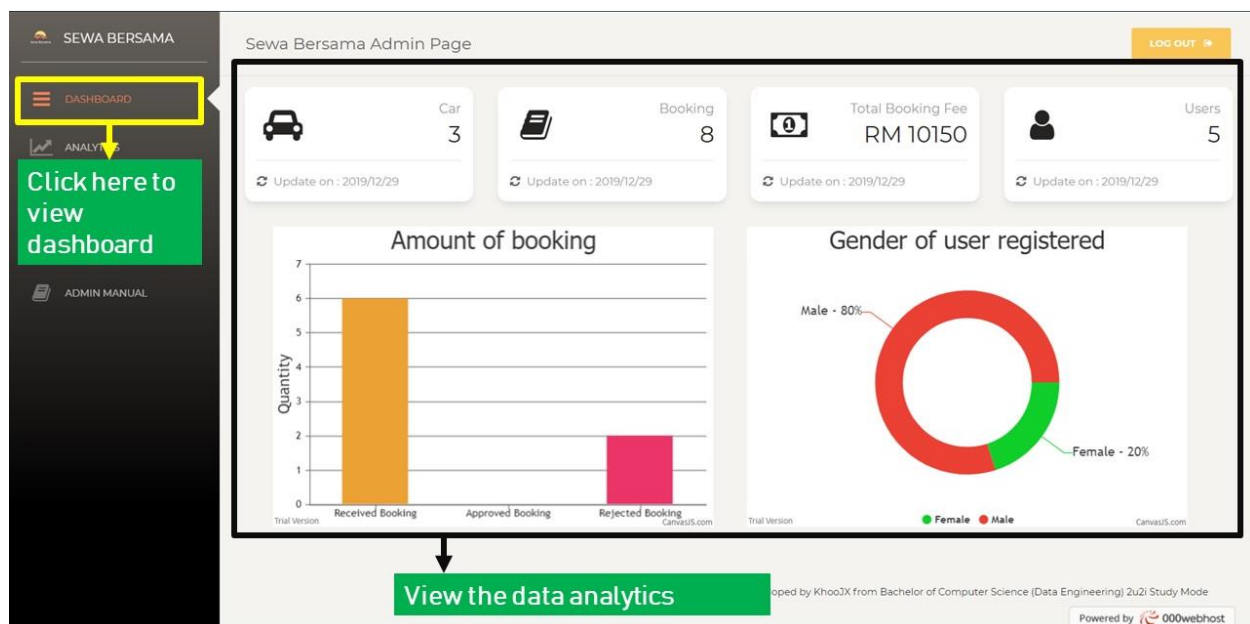 SEWA BERSAMA
Sewa Bersama Admin Page
LOG OUT
DASHBOARD
ANALYTICS
Click here to
view
dashboard
ADMIN MANUAL
Car
3
Update on : 2019/12/29
Booking
8
Update on : 2019/12/29
Total Booking Fee
RM 10150
Update on : 2019/12/29
Users
5
Update on : 2019/12/29
Amount of booking
7
6
5
4
3
2
1
0
Quantity
Received Booking
Approved Booking
Rejected Booking
Trial Version
CanvasJS.com
Gender of user registered
Male - 80%
Female - 20%
Female
Male
Trial Version
CanvasJS.com
View the data analytics
by KhooJX from Bachelor of Computer Science (Data Engineering) 2u2i Study Mode
Powered by 000webhost